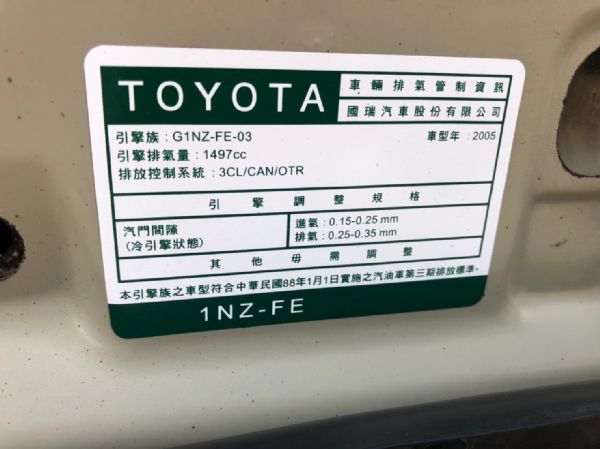 TOYOTA
車輛排氣管制資訊
國瑞汽車股份有限公司
引擎族：G1NZ-FE-03
車型年：2005
引擎排氣量：1497cc
排放控制系統：3CL/CAN/OTR
引擎調整規格
汽門間隙
(冷引擎狀態)
進氣：0.15-0.25 mm
排氣：0.25-0.35 mm
其他毋需調整
本引擎族之車型符合中華民國88年1月1日實施之汽油車第三期排放標準。
1NZ-FE